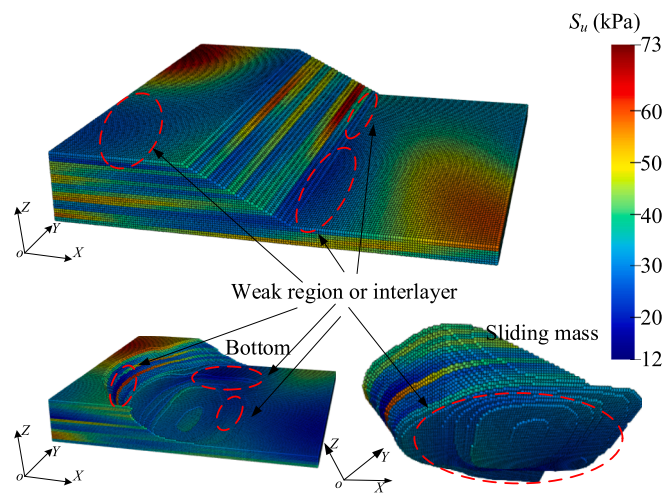 Sᵤ (kPa)
73
60
50
40
30
20
12
Z
Y
o
X
Weak region or interlayer
Bottom
Sliding mass
Z
Y
o
X
Z
Y
o
X